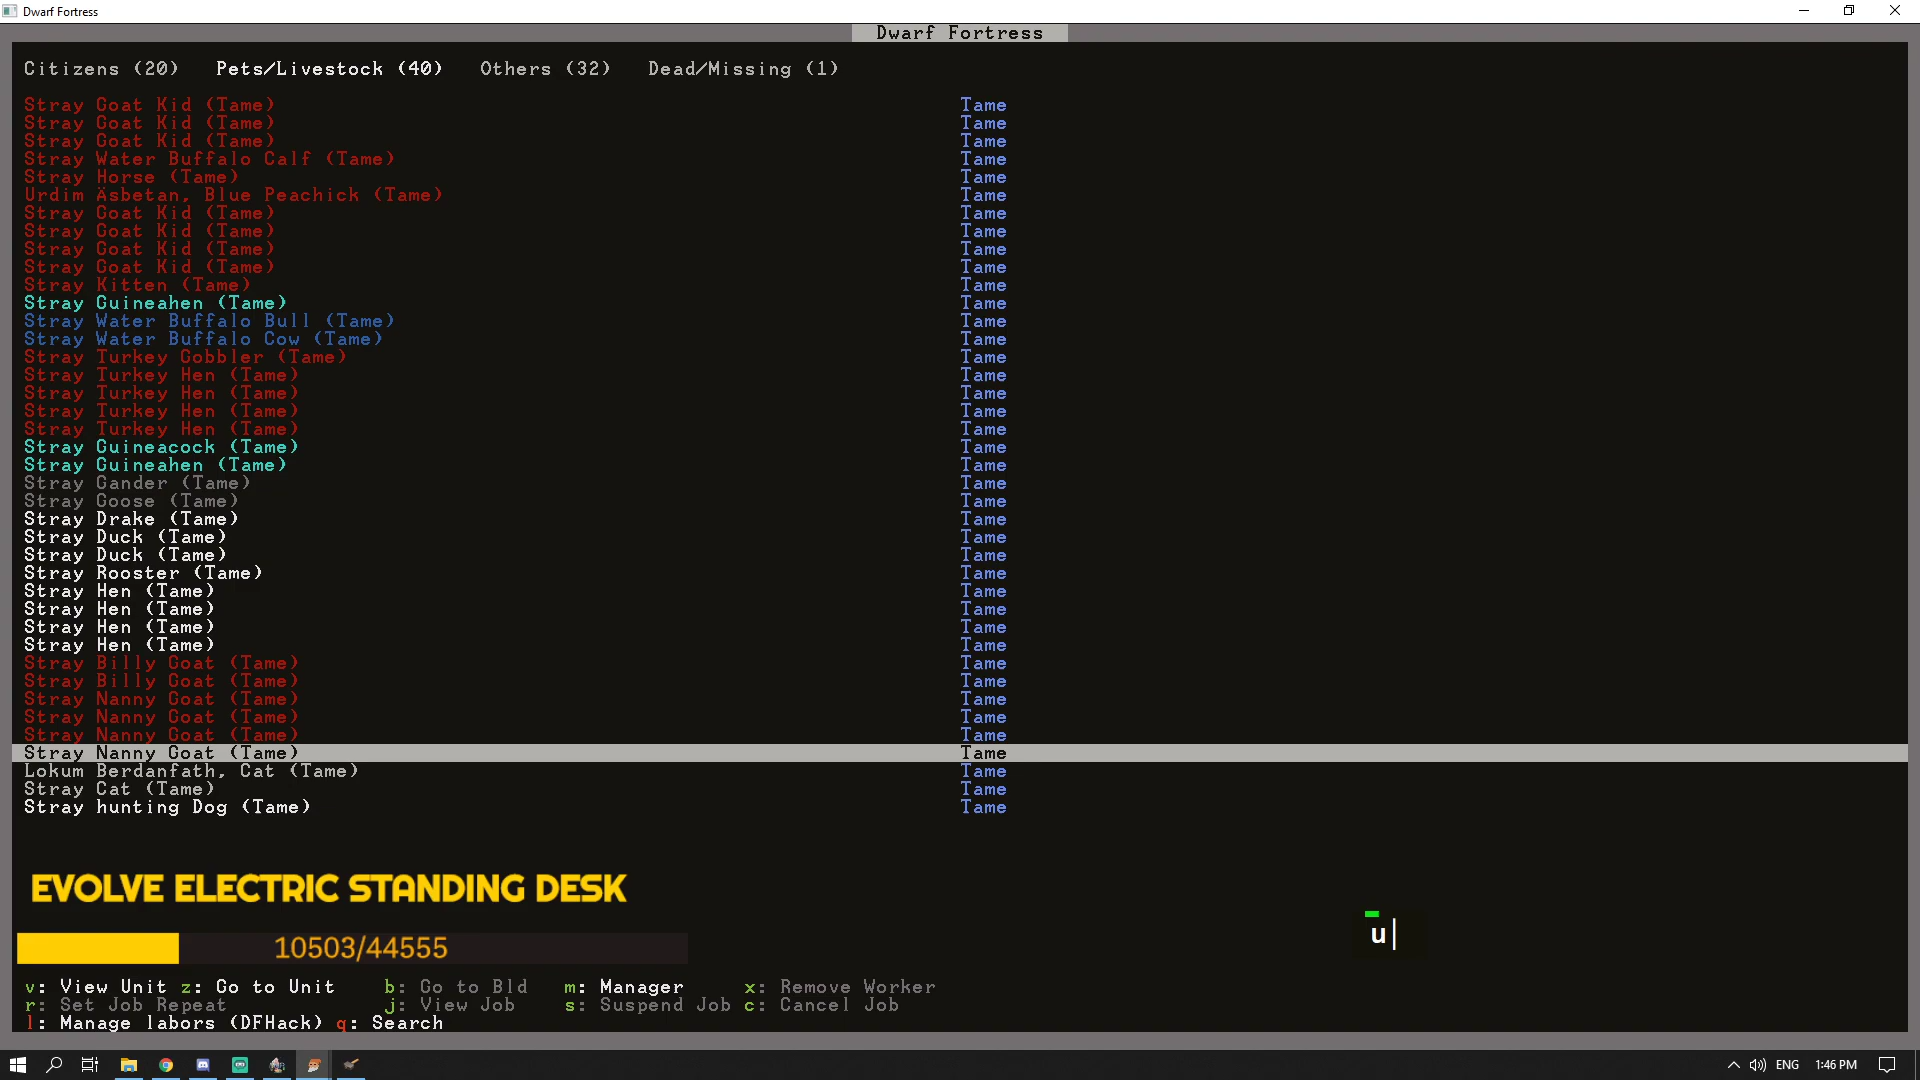 Dwarf Fortress
Dwarf Fortress
Citizens (20) Pets/Livestock (40) Others (32) Dead/Missing (1)
Stray Goat Kid (Tame) Tame
Stray Goat Kid (Tame) Tame
Stray Goat Kid (Tame) Tame
Stray Water Buffalo Calf (Tame) Tame
Stray Horse (Tame) Tame
Urdim Äsbetan, Blue Peachick (Tame) Tame
Stray Goat Kid (Tame) Tame
Stray Goat Kid (Tame) Tame
Stray Goat Kid (Tame) Tame
Stray Goat Kid (Tame) Tame
Stray Kitten (Tame) Tame
Stray Guineahen (Tame) Tame
Stray Water Buffalo Bull (Tame) Tame
Stray Water Buffalo Cow (Tame) Tame
Stray Turkey Gobbler (Tame) Tame
Stray Turkey Hen (Tame) Tame
Stray Turkey Hen (Tame) Tame
Stray Turkey Hen (Tame) Tame
Stray Turkey Hen (Tame) Tame
Stray Guineacock (Tame) Tame
Stray Guineahen (Tame) Tame
Stray Gander (Tame) Tame
Stray Goose (Tame) Tame
Stray Drake (Tame) Tame
Stray Duck (Tame) Tame
Stray Duck (Tame) Tame
Stray Rooster (Tame) Tame
Stray Hen (Tame) Tame
Stray Hen (Tame) Tame
Stray Hen (Tame) Tame
Stray Hen (Tame) Tame
Stray Billy Goat (Tame) Tame
Stray Billy Goat (Tame) Tame
Stray Nanny Goat (Tame) Tame
Stray Nanny Goat (Tame) Tame
Stray Nanny Goat (Tame) Tame
Stray Nanny Goat (Tame) Tame
Lokum Berdanfath, Cat (Tame) Tame
Stray Cat (Tame) Tame
Stray hunting Dog (Tame) Tame
EVOLVE ELECTRIC STANDING DESK
10503/44555
u
v: View Unit z: Go to Unit b: Go to Bld m: Manager x: Remove Worker
r: Set Job Repeat j: View Job s: Suspend Job c: Cancel Job
l: Manage labors (DFHack) q: Search
ENG 1:46 PM